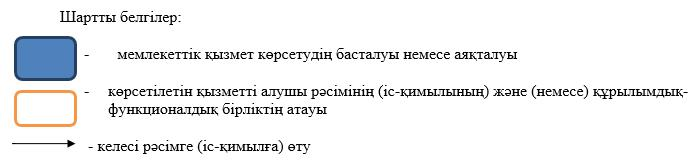 Шартты белгілер:
- мемлекеттік қызмет көрсетудің басталуы немесе аяқталуы
- көрсетілетін қызметті алушы рәсімінің (іс-қимылының) және (немесе) құрылымдық-
функционалдық бірліктің атауы
- келесі рәсімге (іс-қимылға) өту